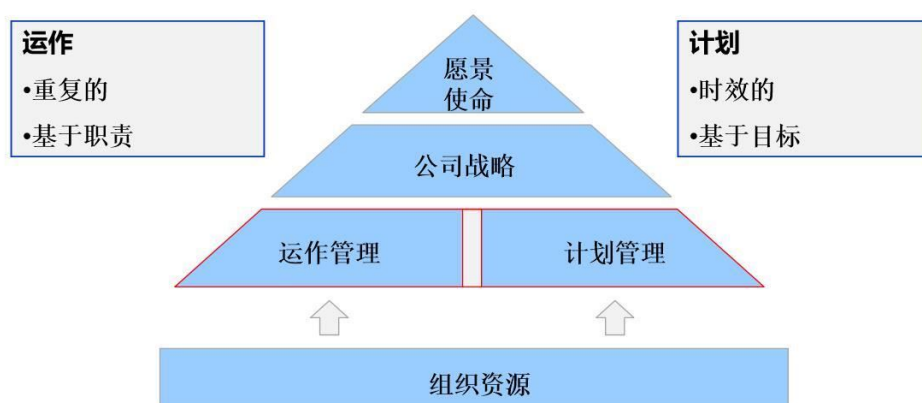 运作
•重复的
•基于职责
计划
•时效的
•基于目标
愿景
使命
公司战略
运作管理
计划管理
组织资源